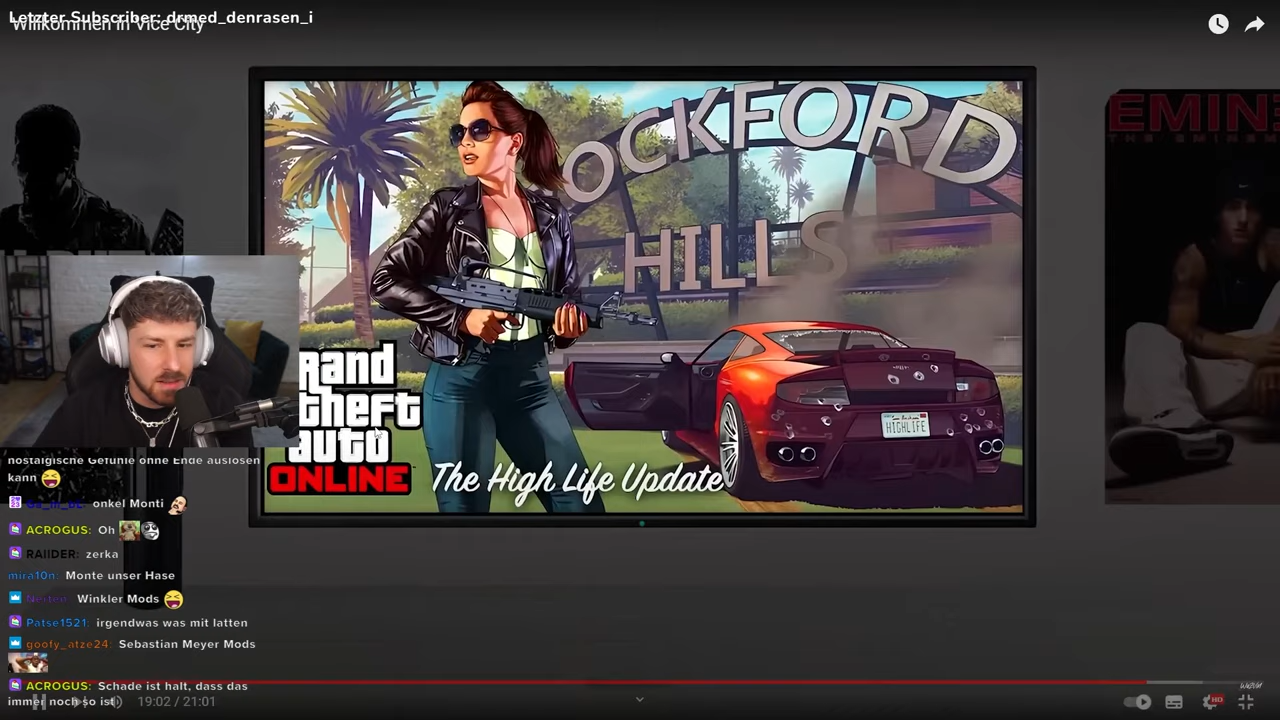 Letzter Subscriber: drmed_denrasen_i
Willkommen in Vice City
EMIN
ROCKFORD
HILLS
HIGHLIFE
Rand
theft
auto
ONLINE
The High Life Update
nostalgische Gefühle ohne Ende auslösen
kann
onkel Monti
ACROGUS: Oh
RAIIDER: zerka
mira10n: Monte unser Hase
Winkler Mods
Patse1521: irgendwas was mit latten
goofy_atze24: Sebastian Meyer Mods
ACROGUS: Schade ist halt, dass das
immer noch so ist
19:02 / 21:01
HD